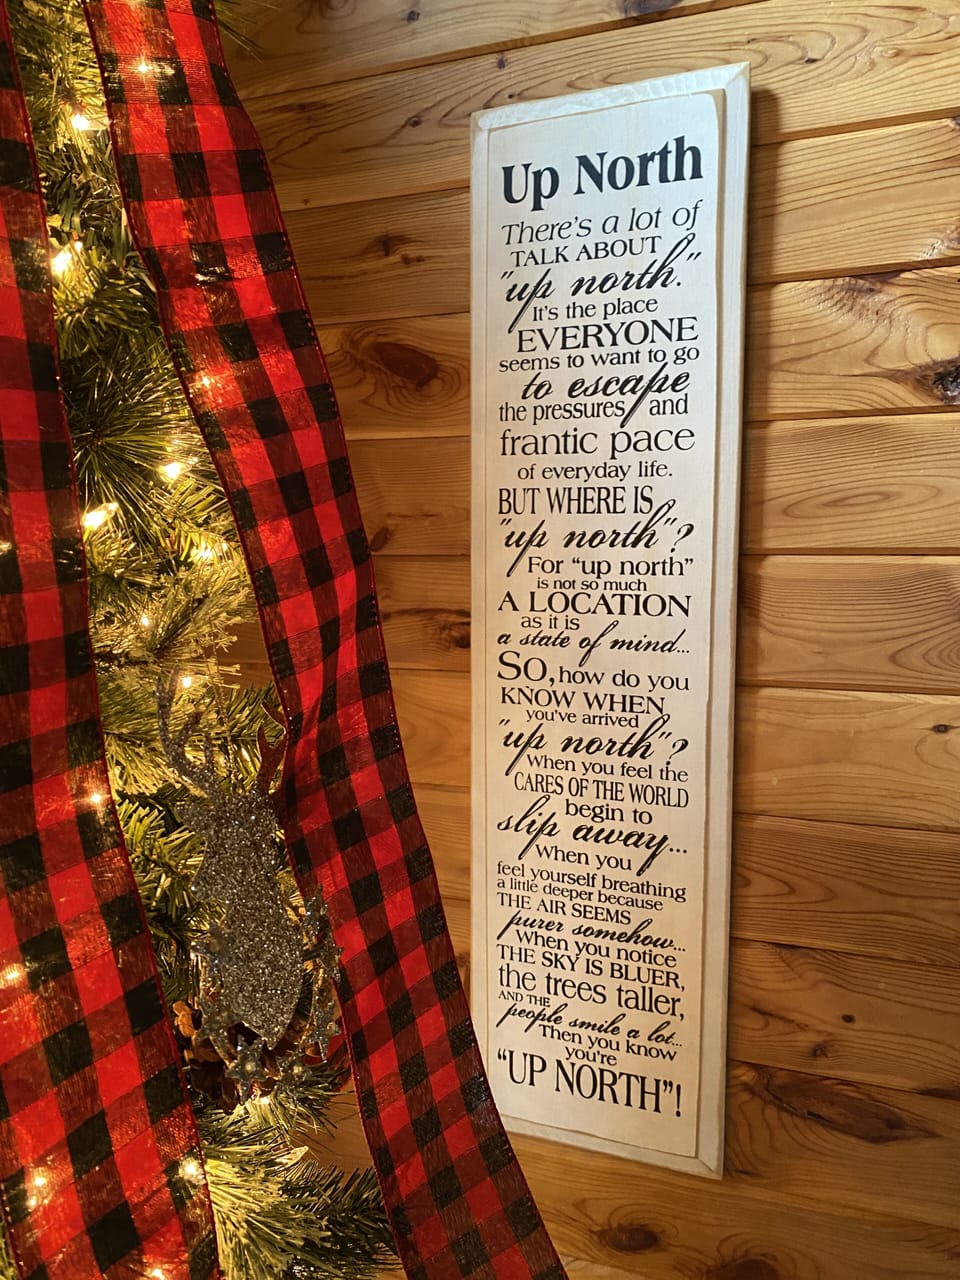 Up North
There's a lot of
TALK ABOUT
"up north."
It's the place
EVERYONE
seems to want to go
to escape
the pressures and
frantic pace
of everyday life.
BUT WHERE IS
"up north"?
For "up north"
is not so much
A LOCATION
as it is
a state of mind...
SO, how do you
KNOW WHEN
you've arrived
"up north"?
When you feel the
CARES OF THE WORLD
begin to
slip away...
When you
feel yourself breathing
a little deeper because
THE AIR SEEMS
purer somehow...
When you notice
THE SKY IS BLUER,
the trees taller,
AND THE
people smile a lot...
Then you know
you're
"UP NORTH"!